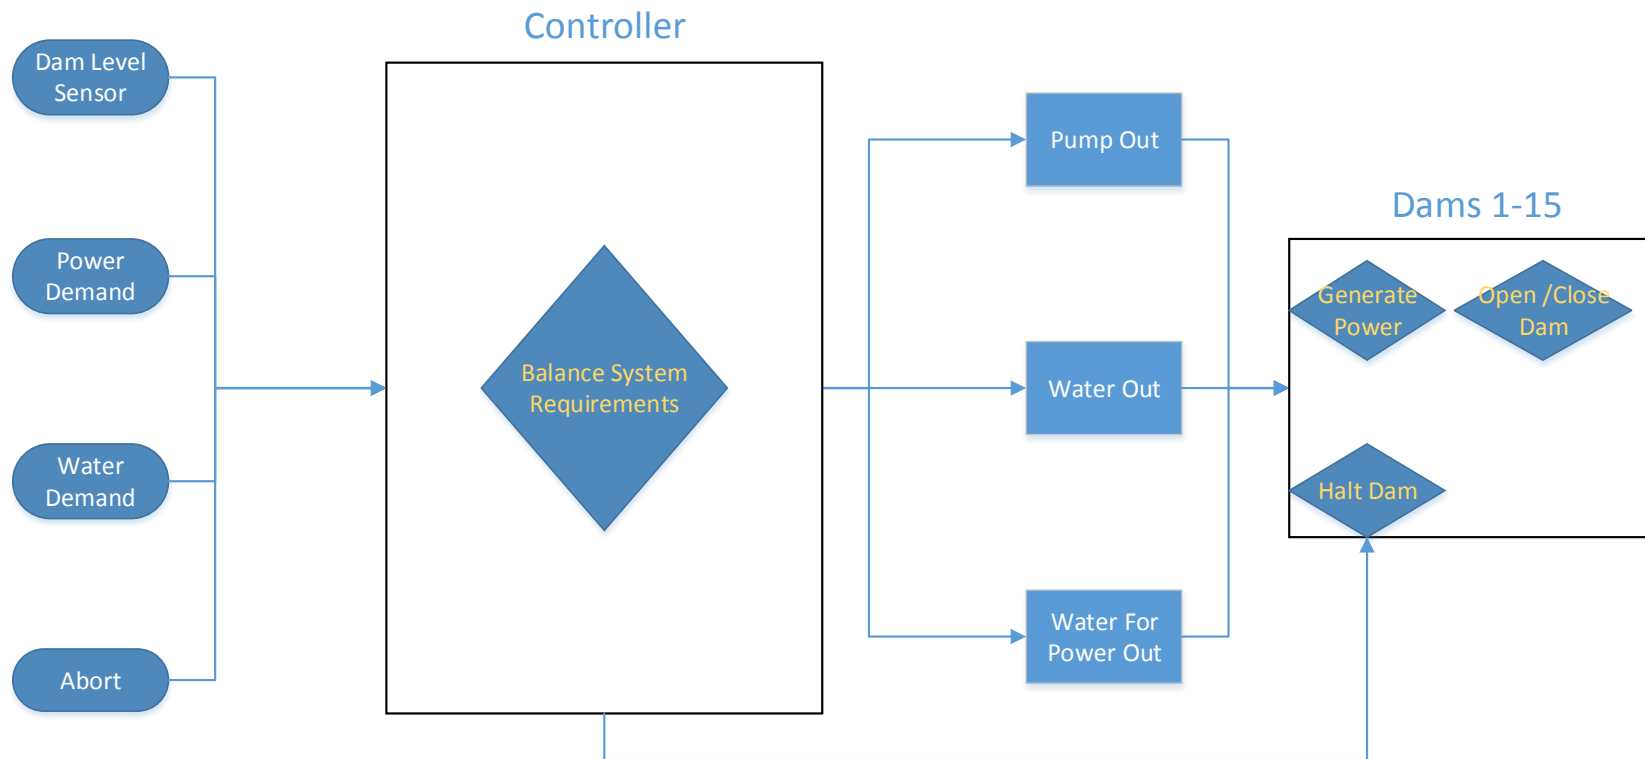 Controller
Dam Level
Sensor
Power
Demand
Water
Demand
Abort
Balance System
Requirements
Pump Out
Water Out
Water For
Power Out
Dams 1-15
Generate
Power
Open /Close
Dam
Halt Dam